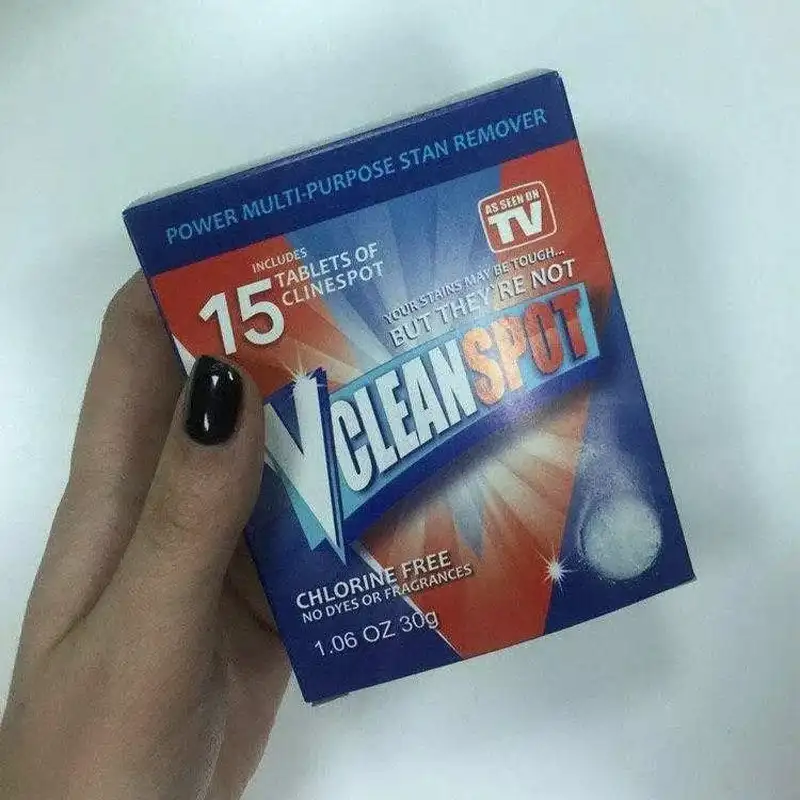 POWER MULTI-PURPOSE STAN REMOVER
AS SEEN ON
TV
INCLUDES
15 TABLETS OF
CLINESPOT
YOUR STAINS MAY BE TOUGH...
BUT THEY'RE NOT
V CLEANSPOT
CHLORINE FREE
NO DYES OR FRAGRANCES
1.06 OZ 30g